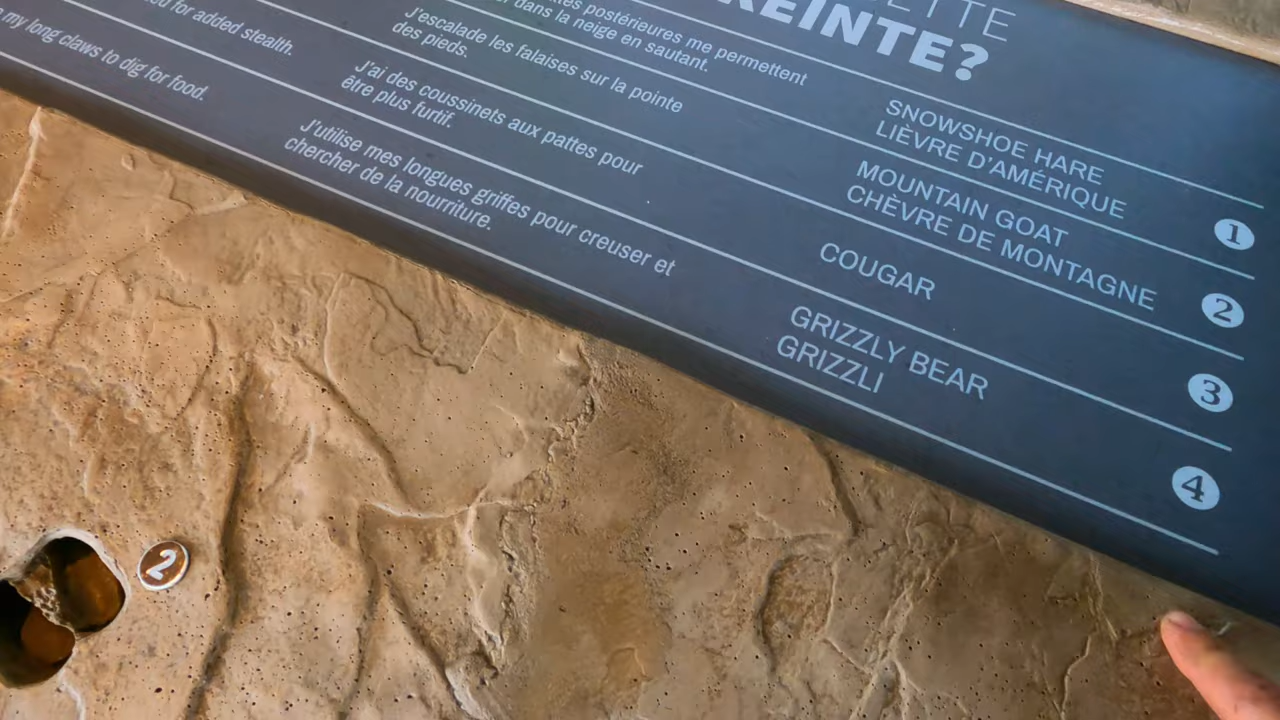 ETTE
REINTE?
postérieures me permettent
dans la neige en sautant.
SNOWSHOE HARE
LIÈVRE D'AMÉRIQUE
1
J'escalade les falaises sur la pointe
des pieds.
MOUNTAIN GOAT
CHÈVRE DE MONTAGNE
2
for added stealth.
J'ai des coussinets aux pattes pour
être plus furtif.
COUGAR
3
my long claws to dig for food.
J'utilise mes longues griffes pour creuser et
chercher de la nourriture.
GRIZZLY BEAR
GRIZZLI
4
2